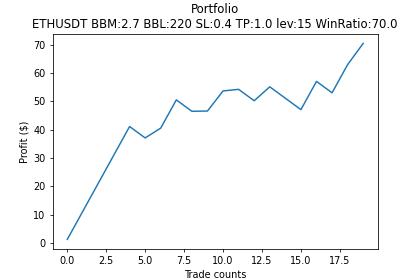 Portfolio
ETHUSDT BBM:2.7 BBL:220 SL:0.4 TP:1.0 lev:15 WinRatio:70.0
70
60
50
40
30
20
10
0
Profit ($)
0.0 2.5 5.0 7.5 10.0 12.5 15.0 17.5
Trade counts